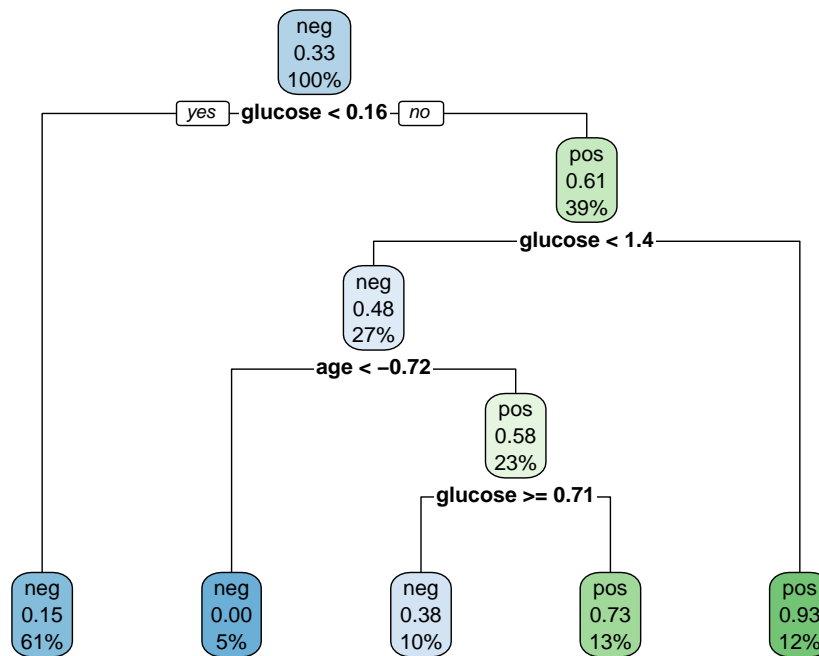 neg
0.33
100%
yes glucose < 0.16 no
pos
0.61
39%
glucose < 1.4
neg
0.48
27%
age < −0.72
pos
0.58
23%
glucose >= 0.71
neg
0.15
61%
neg
0.00
5%
neg
0.38
10%
pos
0.73
13%
pos
0.93
12%